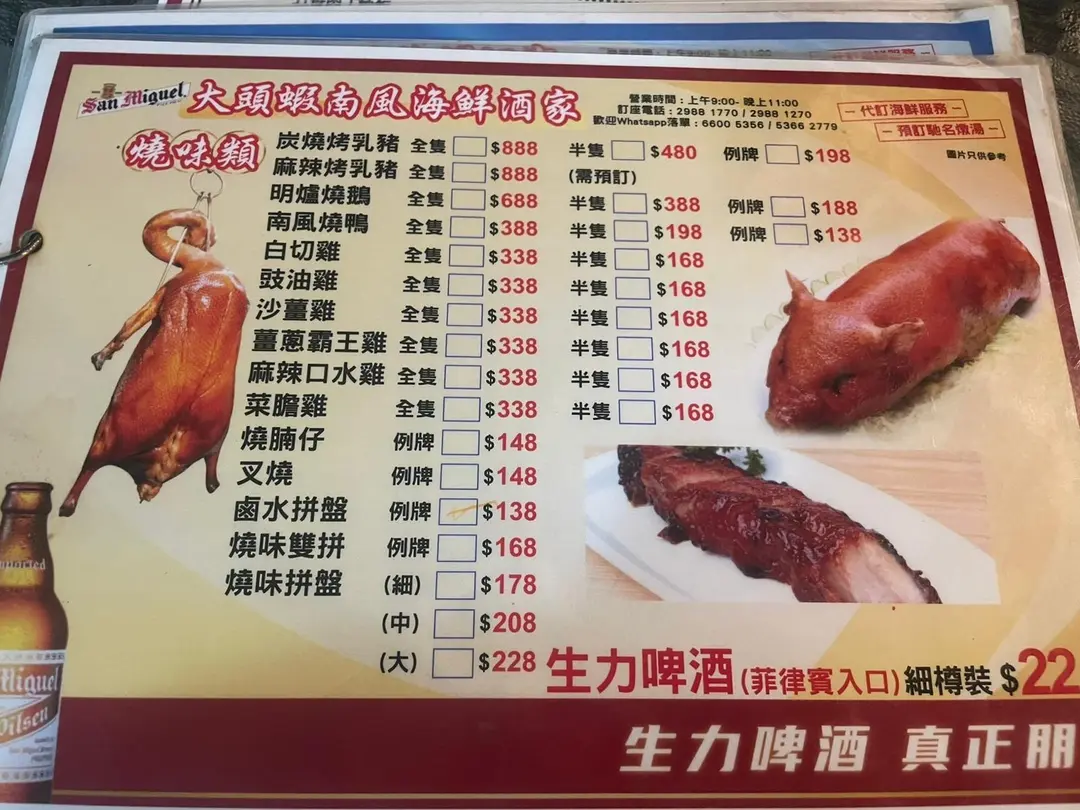 San Miguel 大頭蝦南風海鮮酒家
營業時間：上午9:00- 晚上11:00
訂座電話：2988 1770 / 2988 1270
歡迎Whatsapp落單：6600 5356 / 5366 2779
代訂海鮮服務
預訂馳名燉湯
圖片只供參考
燒味類
炭燒烤乳豬 全隻 $888 半隻 $480 例牌 $198
麻辣烤乳豬 全隻 $888 (需預訂)
明爐燒鵝 全隻 $688 半隻 $388 例牌 $188
南風燒鴨 全隻 $388 半隻 $198 例牌 $138
白切雞 全隻 $338 半隻 $168
豉油雞 全隻 $338 半隻 $168
沙薑雞 全隻 $338 半隻 $168
薑蔥霸王雞 全隻 $338 半隻 $168
麻辣口水雞 全隻 $338 半隻 $168
菜膽雞 全隻 $338 半隻 $168
燒腩仔 例牌 $148
叉燒 例牌 $148
鹵水拼盤 例牌 $138
燒味雙拼 例牌 $168
燒味拼盤 (細) $178
(中) $208
(大) $228
生力啤酒(菲律賓入口)細樽裝 $22
生力啤酒 真正朋
Miguel
Pilsen